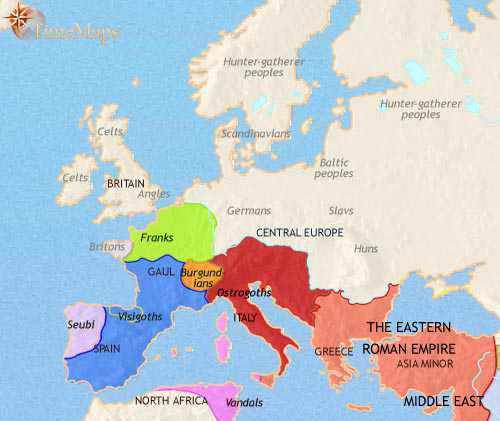 TimeMaps
Hunter-gatherer
peoples
Hunter-gatherer
peoples
Celts
Scandinavians
Baltic
peoples
Celts
BRITAIN
Angles
Germans
Slavs
Franks
CENTRAL EUROPE
Britons
Huns
GAUL
Burgund-
ians
Ostrogoths
Seubi
Visigoths
ITALY
THE EASTERN
ROMAN EMPIRE
SPAIN
GREECE
ASIA MINOR
NORTH AFRICA
Vandals
MIDDLE EAST